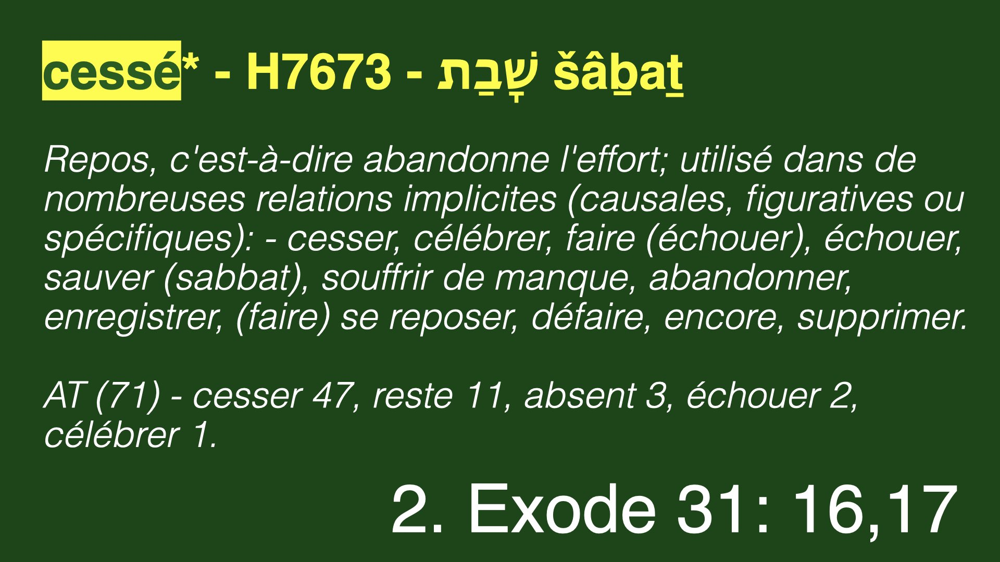 cessé* - H7673 - שָׁבַת šâḇaṯ
Repos, c'est-à-dire abandonne l'effort; utilisé dans de
nombreuses relations implicites (causales, figuratives ou
spécifiques): - cesser, célébrer, faire (échouer), échouer,
sauver (sabbat), souffrir de manque, abandonner,
enregistrer, (faire) se reposer, défaire, encore, supprimer.
AT (71) - cesser 47, reste 11, absent 3, échouer 2,
célébrer 1.
2. Exode 31: 16,17